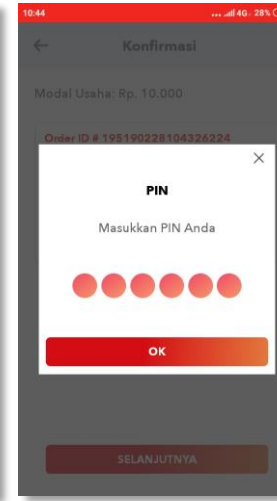 10:44
4G 28%
Konfirmasi
Modal Usaha: Rp. 10.000
Order ID # 195190228104326224
PIN
Masukkan PIN Anda
OK
SELANJUTNYA